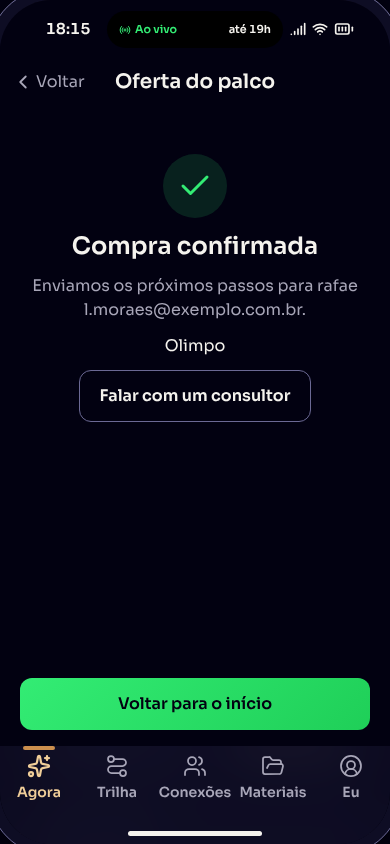 18:15
Ao vivo
até 19h
Voltar
Oferta do palco
Compra confirmada
Enviamos os próximos passos para rafae
l.moraes@exemplo.com.br.
Olimpo
Falar com um consultor
Voltar para o início
Agora
Trilha
Conexões
Materiais
Eu